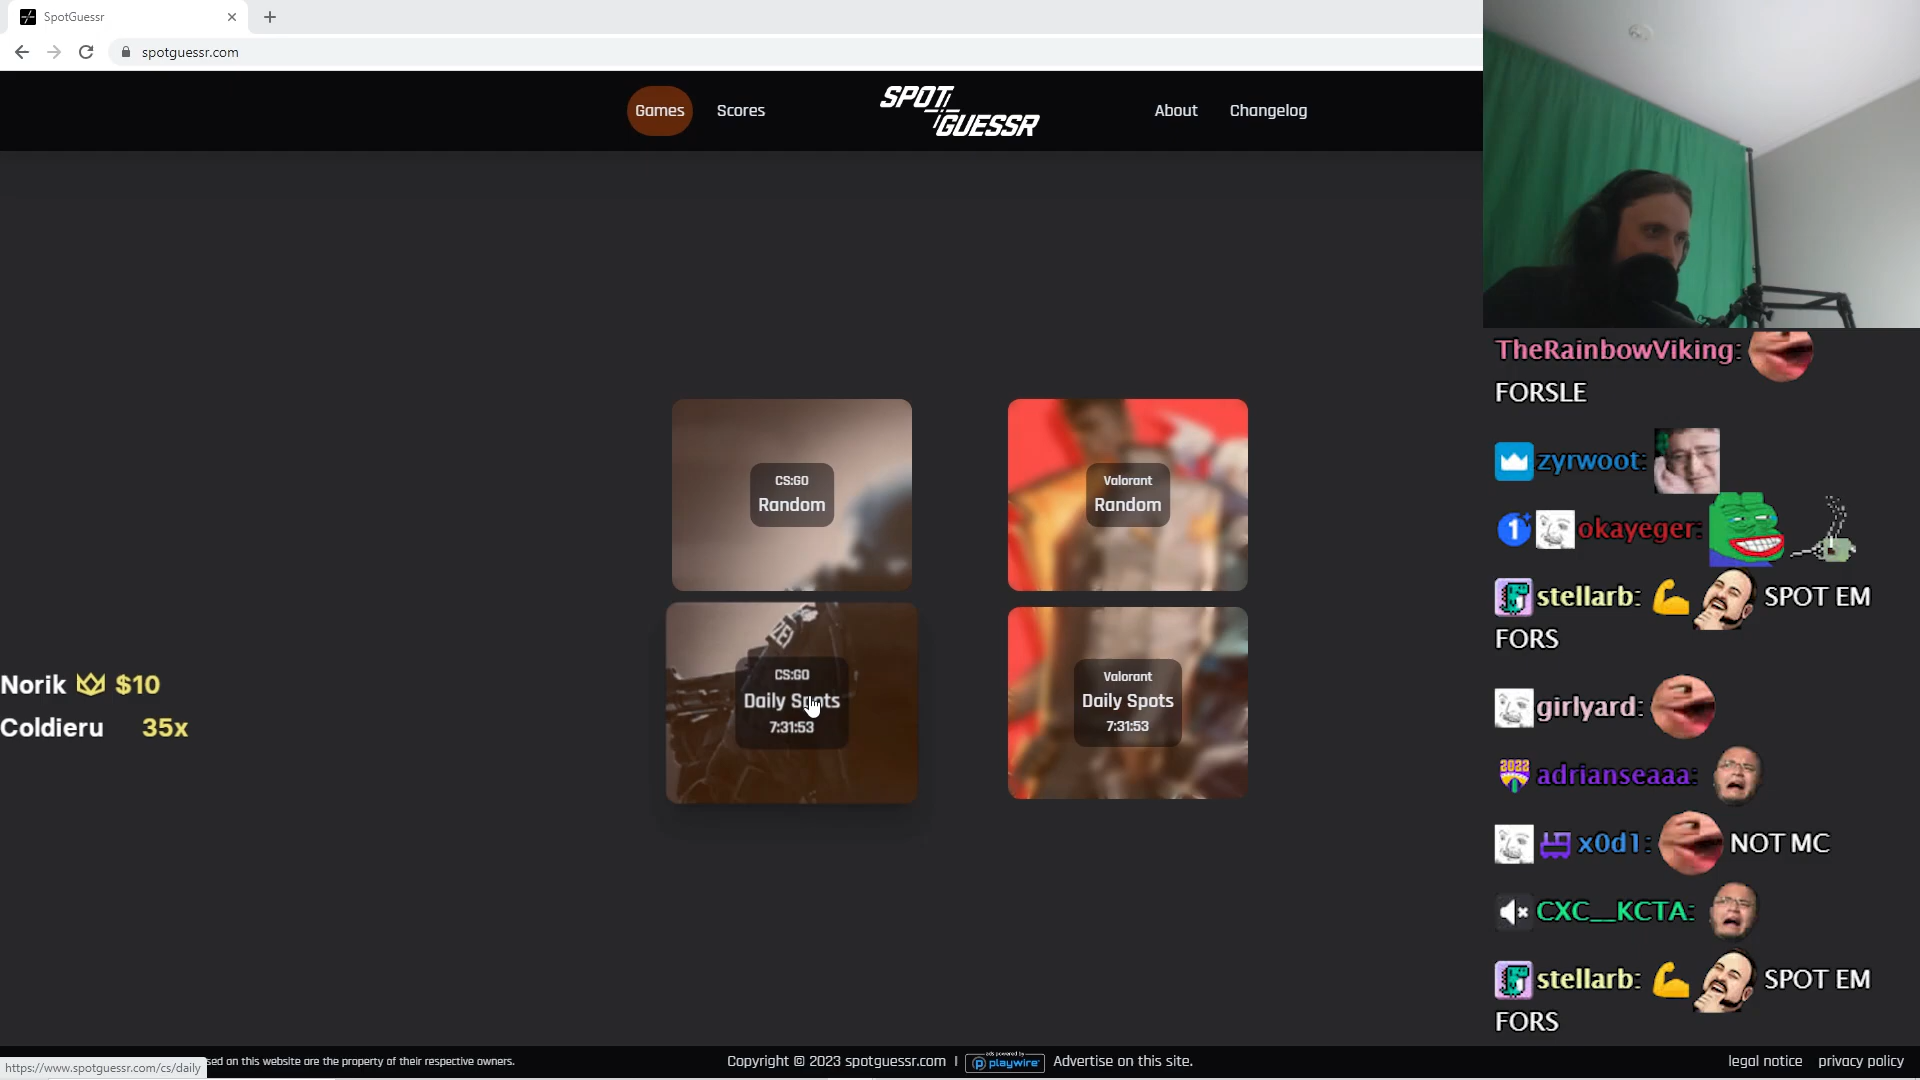 SpotGuessr
spotguessr.com
Games
Scores
SPOT
GUESSR
About
Changelog
CS:GO
Random
Valorant
Random
CS:GO
Daily Spots
7:31:53
Valorant
Daily Spots
7:31:53
Norik $10
Coldieru 35x
TheRainbowViking:
FORSLE
zyrwoot:
okayeger:
stellarb: SPOT EM
FORS
girlyard:
2022 adrianseaaa:
x0d1: NOT MC
CXC__KCTA:
stellarb: SPOT EM
FORS
sed on this website are the property of their respective owners.
Copyright © 2023 spotguessr.com | ads powered by playwire Advertise on this site.
legal notice privacy policy
https://www.spotguessr.com/cs/daily